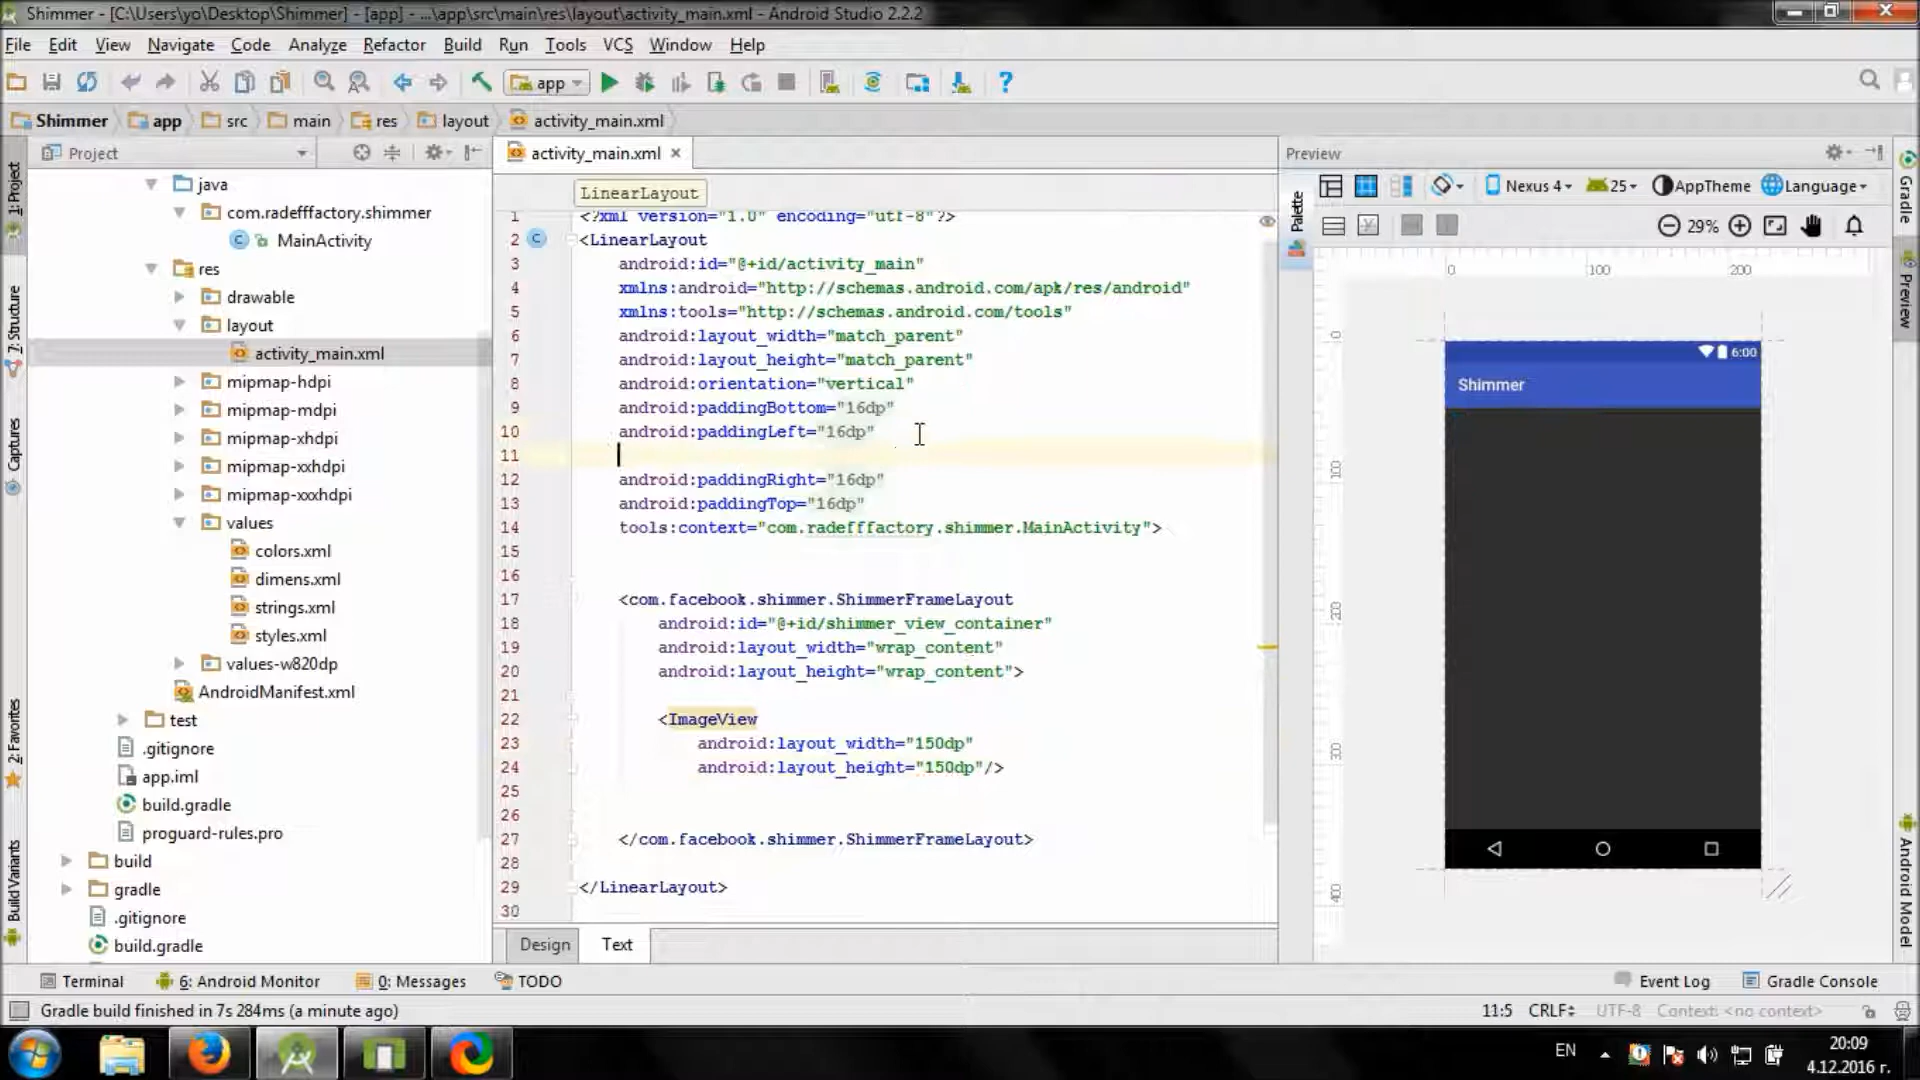 Shimmer - [C:\Users\yo\Desktop\Shimmer] - [app] - ...\app\src\main\res\layout\activity_main.xml - Android Studio 2.2.2
File Edit View Navigate Code Analyze Refactor Build Run Tools VCS Window Help
app
Shimmer app src main res layout activity_main.xml
Project
activity_main.xml
Preview
LinearLayout
Nexus 4 25 AppTheme Language
29%
1: Project
7: Structure
Captures
2: Favorites
Build Variants
java
com.radefffactory.shimmer
MainActivity
res
drawable
layout
activity_main.xml
mipmap-hdpi
mipmap-mdpi
mipmap-xhdpi
mipmap-xxhdpi
mipmap-xxxhdpi
values
colors.xml
dimens.xml
strings.xml
styles.xml
values-w820dp
AndroidManifest.xml
test
.gitignore
app.iml
build.gradle
proguard-rules.pro
build
gradle
.gitignore
build.gradle
1 <?xml version="1.0" encoding="utf-8"?>
2 <LinearLayout
3 android:id="@+id/activity_main"
4 xmlns:android="http://schemas.android.com/apk/res/android"
5 xmlns:tools="http://schemas.android.com/tools"
6 android:layout_width="match_parent"
7 android:layout_height="match_parent"
8 android:orientation="vertical"
9 android:paddingBottom="16dp"
10 android:paddingLeft="16dp"
11
12 android:paddingRight="16dp"
13 android:paddingTop="16dp"
14 tools:context="com.radefffactory.shimmer.MainActivity">
15
16
17 <com.facebook.shimmer.ShimmerFrameLayout
18 android:id="@+id/shimmer_view_container"
19 android:layout_width="wrap_content"
20 android:layout_height="wrap_content">
21
22 <ImageView
23 android:layout_width="150dp"
24 android:layout_height="150dp"/>
25
26
27 </com.facebook.shimmer.ShimmerFrameLayout>
28
29 </LinearLayout>
30
Design Text
Palette
0 100 200
0
100
200
300
400
6:00
Shimmer
Gradle
Preview
Android Model
Terminal 6: Android Monitor 0: Messages TODO Event Log Gradle Console
Gradle build finished in 7s 284ms (a minute ago) 11:5 CRLF UTF-8 Context: <no context>
EN
20:09
4.12.2016 г.